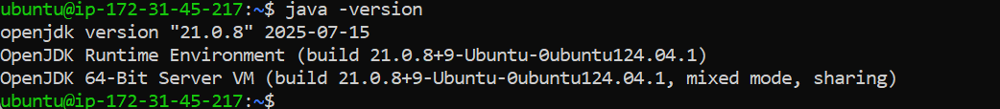 ubuntu@ip-172-31-45-217:~$ java -version
openjdk version "21.0.8" 2025-07-15
OpenJDK Runtime Environment (build 21.0.8+9-Ubuntu-0ubuntu124.04.1)
OpenJDK 64-Bit Server VM (build 21.0.8+9-Ubuntu-0ubuntu124.04.1, mixed mode, sharing)
ubuntu@ip-172-31-45-217:~$